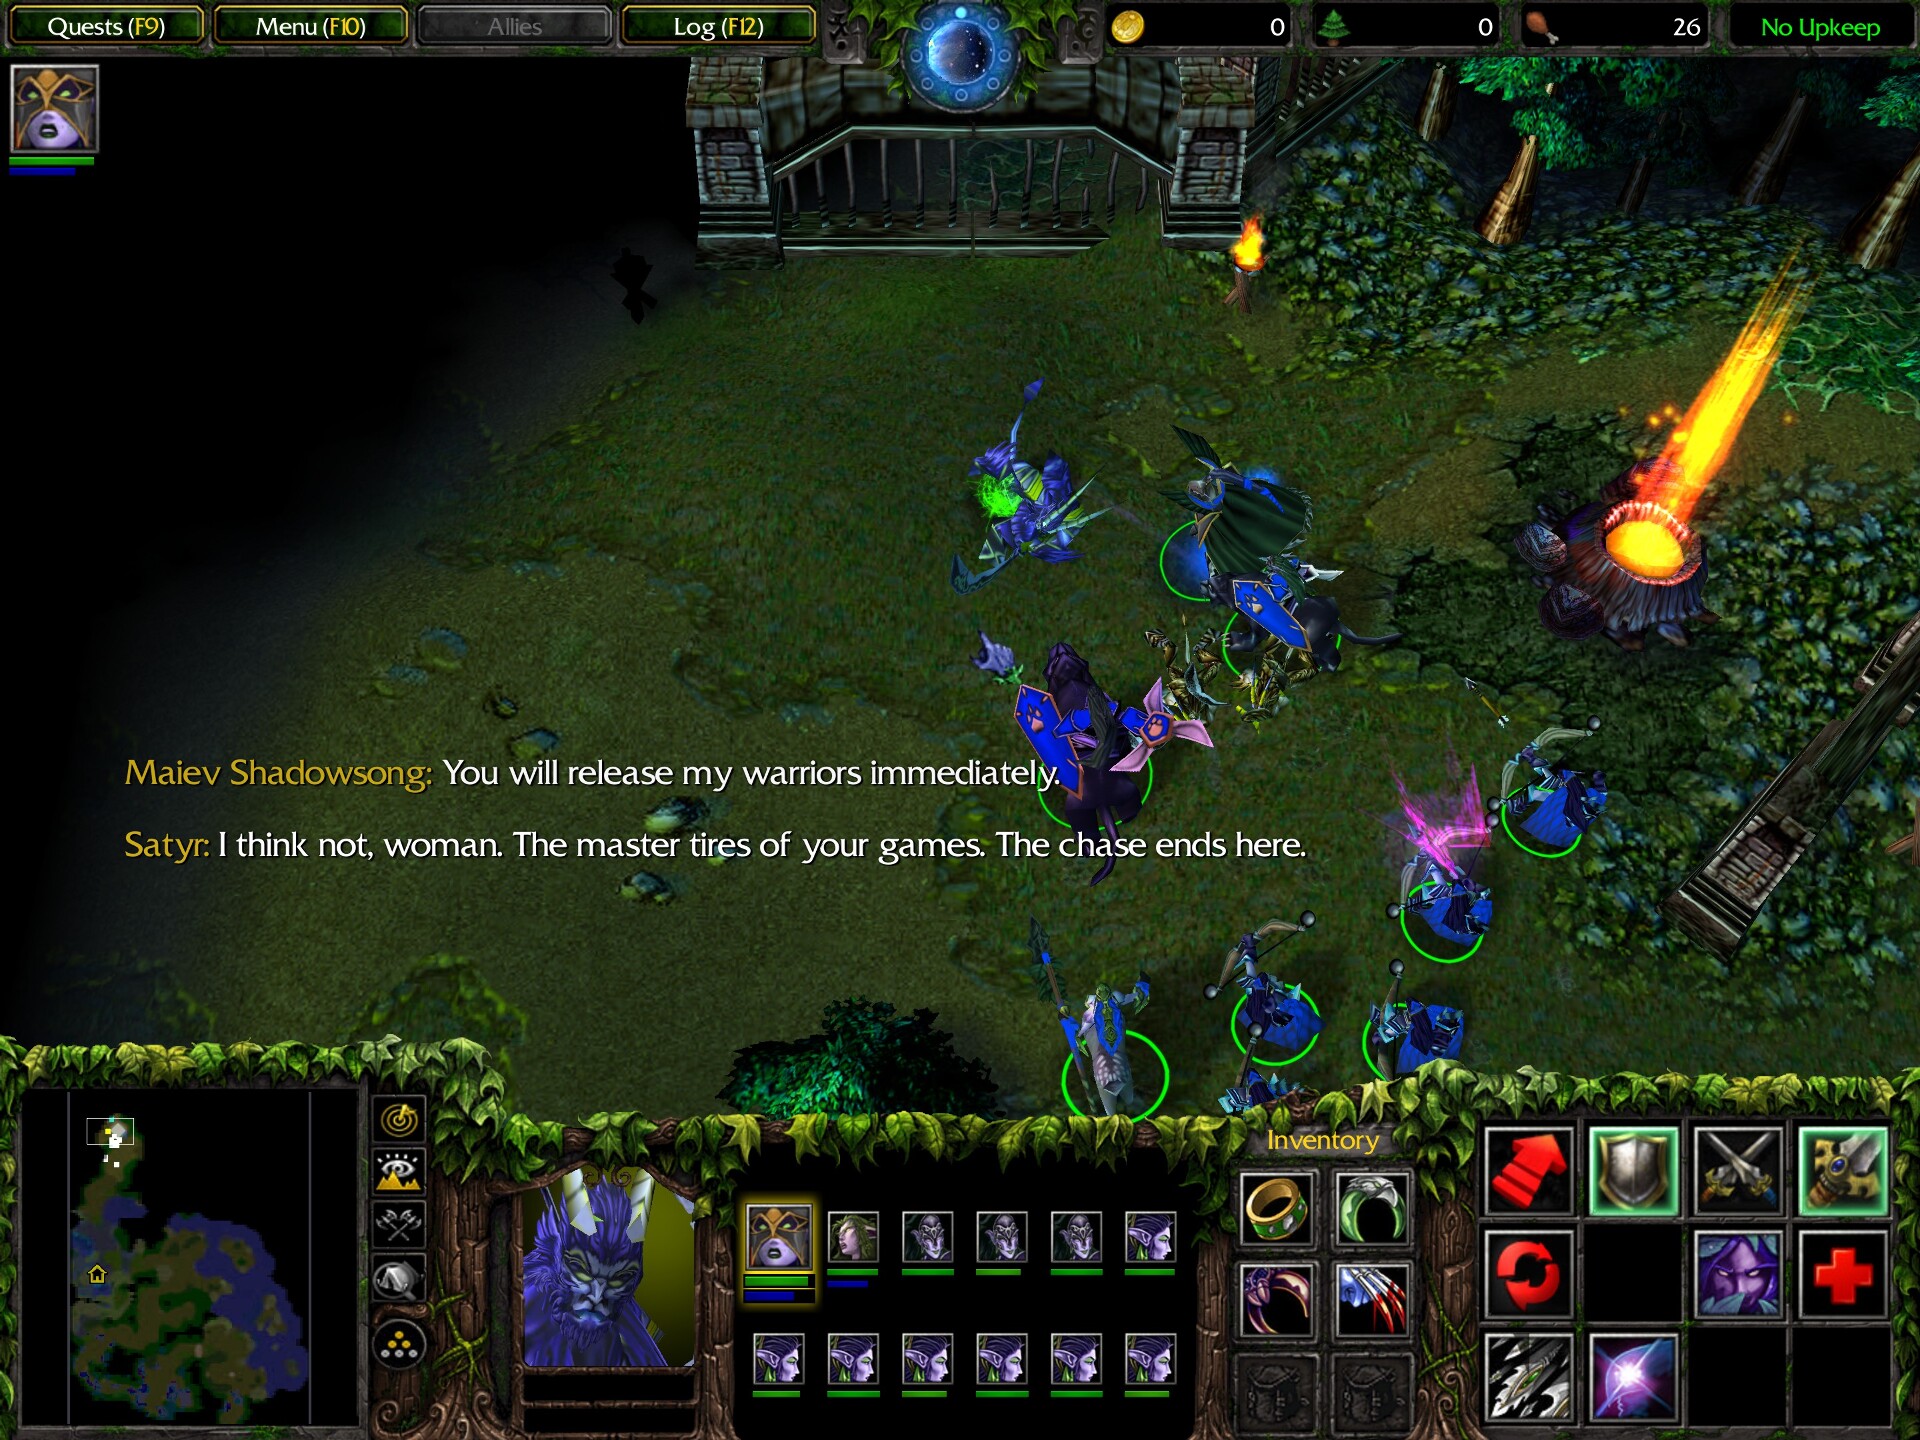 Quests (F9)
Menu (F10)
Allies
Log (F12)
0
0
26
No Upkeep
Maiev Shadowsong: You will release my warriors immediately.
Satyr: I think not, woman. The master tires of your games. The chase ends here.
Inventory